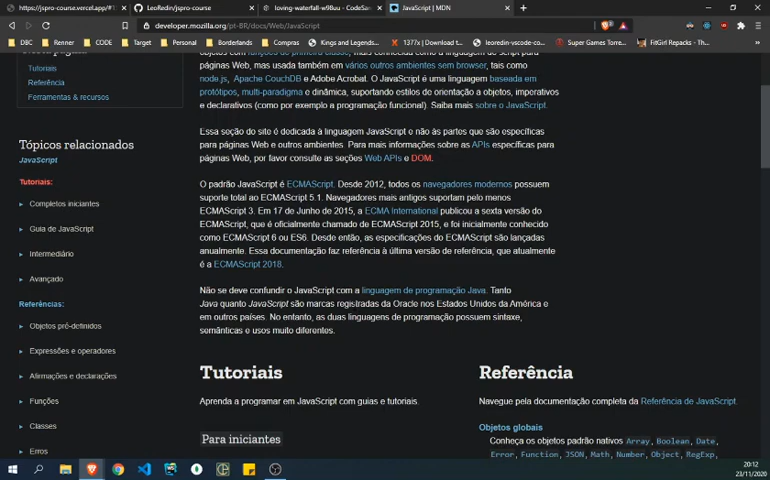 https://jspro-course.vercel.app/#1
LeoRedin/jspro-course
loving-waterfall-w98uu - CodeSan
JavaScript | MDN
developer.mozilla.org/pt-BR/docs/Web/JavaScript
DBC
Renner
CODE
Target
Personal
Borderlands
Compras
Kings and Legends...
1377x | Download t...
leoredin-vscode-co...
Super Games Torre...
FitGirl Repacks - Th...
Tutoriais
Referência
Ferramentas & recursos
Tópicos relacionados
JavaScript
Tutoriais:
Completos iniciantes
Guia de JavaScript
Intermediário
Avançado
Referências:
Objetos pré-definidos
Expressões e operadores
Afirmações e declarações
Funções
Classes
Erros
páginas Web, mas usada também em vários outros ambientes sem browser, tais como
node.js, Apache CouchDB e Adobe Acrobat. O JavaScript é uma linguagem baseada em
protótipos, multi-paradigma e dinâmica, suportando estilos de orientação a objetos, imperativos
e declarativos (como por exemplo a programação funcional). Saiba mais sobre o JavaScript.
Essa seção do site é dedicada à linguagem JavaScript e não às partes que são específicas
para páginas Web e outros ambientes. Para mais informações sobre as APIs específicas para
páginas Web, por favor consulte as seções Web APIs e DOM.
O padrão JavaScript é ECMAScript. Desde 2012, todos os navegadores modernos possuem
suporte total ao ECMAScript 5.1. Navegadores mais antigos suportam pelo menos
ECMAScript 3. Em 17 de Junho de 2015, a ECMA International publicou a sexta versão do
ECMAScript, que é oficialmente chamado de ECMAScript 2015, e foi inicialmente conhecido
como ECMAScript 6 ou ES6. Desde então, as especificações do ECMAScript são lançadas
anualmente. Essa documentação faz referência à última versão de referência, que atualmente
é a ECMAScript 2018.
Não se deve confundir o JavaScript com a linguagem de programação Java. Tanto
Java quanto JavaScript são marcas registradas da Oracle nos Estados Unidos da América e
em outros países. No entanto, as duas linguagens de programação possuem sintaxe,
semânticas e usos muito diferentes.
Tutoriais
Aprenda a programar em JavaScript com guias e tutoriais.
Para iniciantes
Referência
Navegue pela documentação completa da Referência de JavaScript.
Objetos globais
Conheça os objetos padrão nativos Array, Boolean, Date,
Error, Function, JSON, Math, Number, Object, RegExp,
20:12
23/11/2020